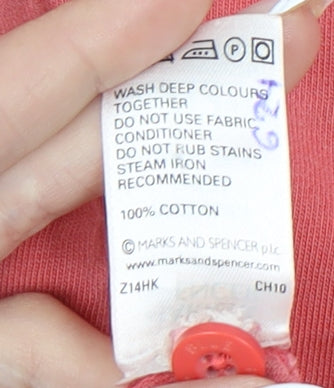 P
WASH DEEP COLOURS
TOGETHER
DO NOT USE FABRIC
CONDITIONER
DO NOT RUB STAINS
STEAM IRON
RECOMMENDED
100% COTTON
© MARKS AND SPENCER p.l.c.
www.marksandspencer.com
Z14HK CH10